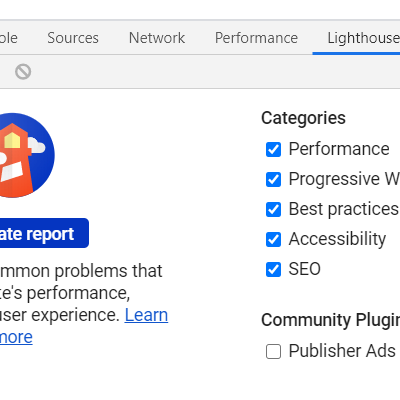 ole Sources Network Performance Lighthouse
Categories
Performance
Progressive W
Best practices
Accessibility
SEO
Community Plugin
Publisher Ads
ate report
mmon problems that
te's performance,
user experience. Learn
more